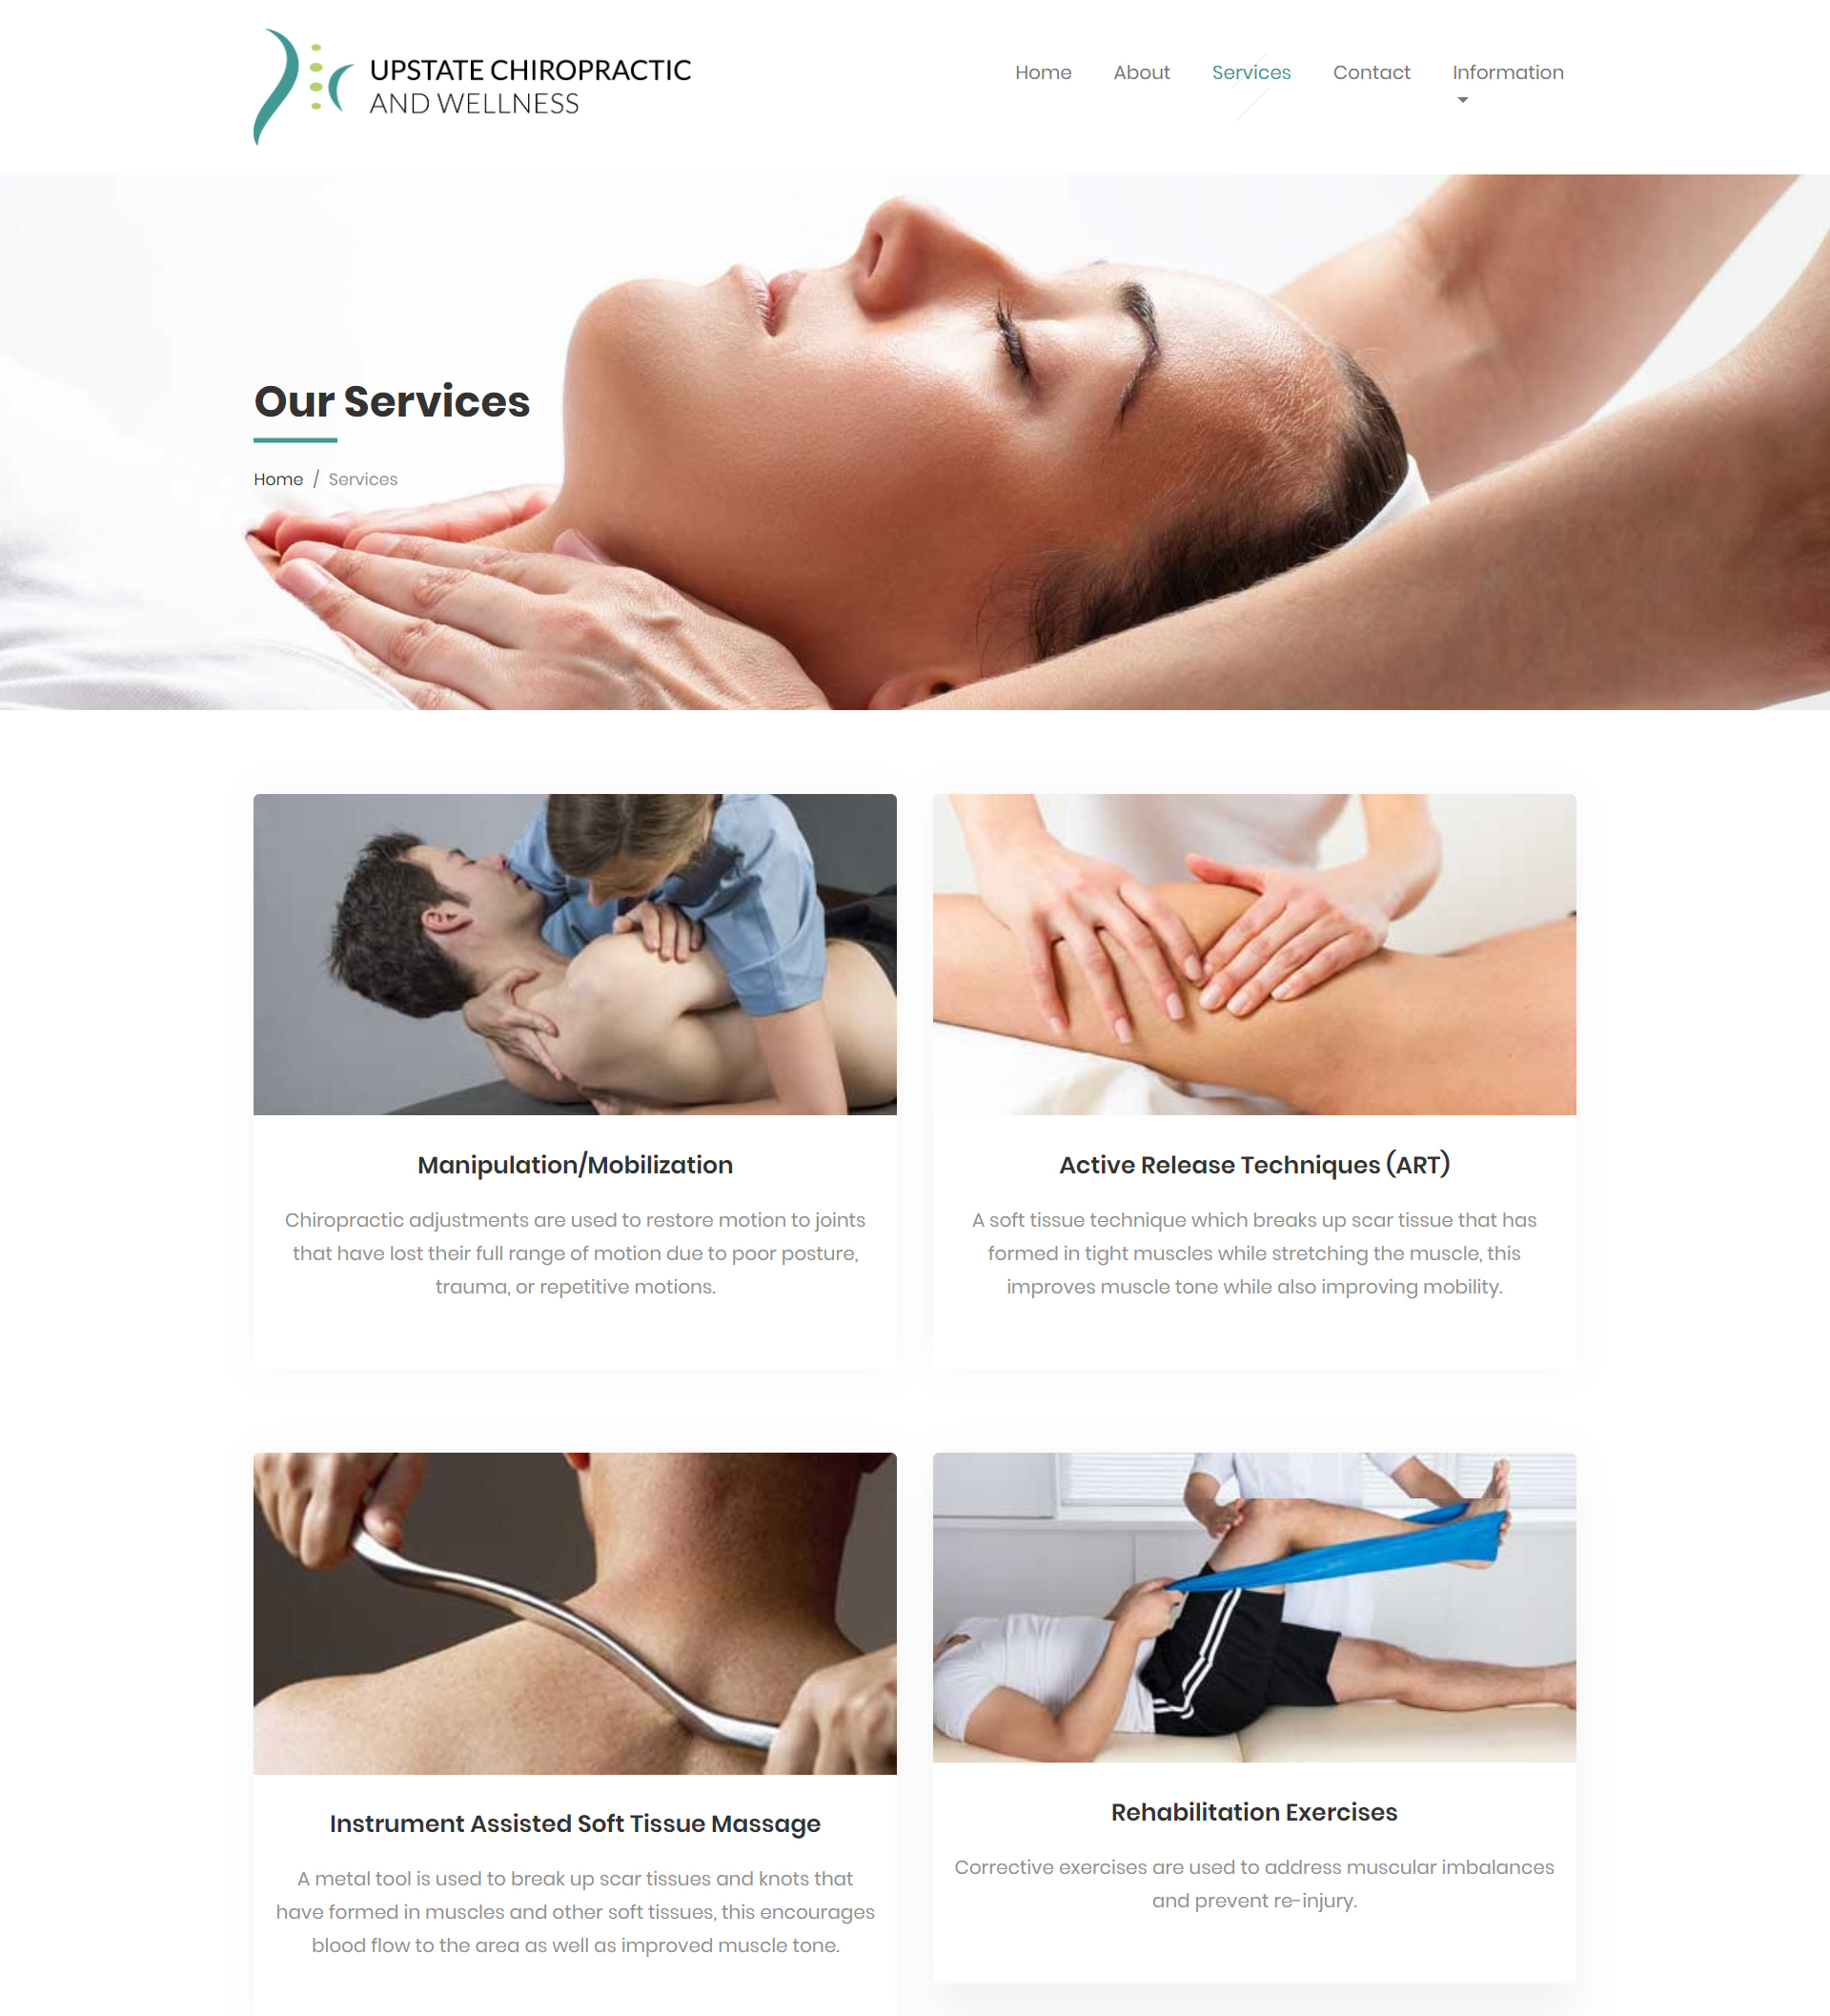 UPSTATE CHIROPRACTIC
AND WELLNESS
Home
About
Services
Contact
Information
Our Services
Home / Services
Manipulation/Mobilization
Chiropractic adjustments are used to restore motion to joints
that have lost their full range of motion due to poor posture,
trauma, or repetitive motions.
Active Release Techniques (ART)
A soft tissue technique which breaks up scar tissue that has
formed in tight muscles while stretching the muscle, this
improves muscle tone while also improving mobility.
Instrument Assisted Soft Tissue Massage
A metal tool is used to break up scar tissues and knots that
have formed in muscles and other soft tissues, this encourages
blood flow to the area as well as improved muscle tone.
Rehabilitation Exercises
Corrective exercises are used to address muscular imbalances
and prevent re-injury.